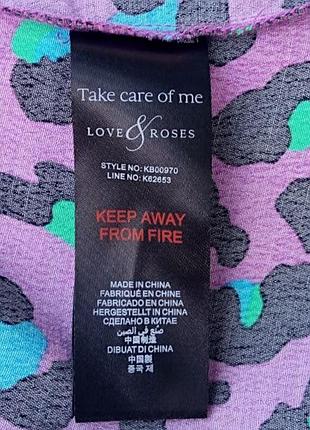 Take care of me
LOVE & ROSES
STYLE NO: KB00970
LINE NO: K62653
KEEP AWAY
FROM FIRE
MADE IN CHINA
FABRIQUÉ EN CHINE
FABRICADO EN CHINA
HERGESTELLT IN CHINA
СДЕЛАНО В КИТАЕ
صنع في الصين
中国制造
DIBUAT DI CHINA
中国製
중국 제